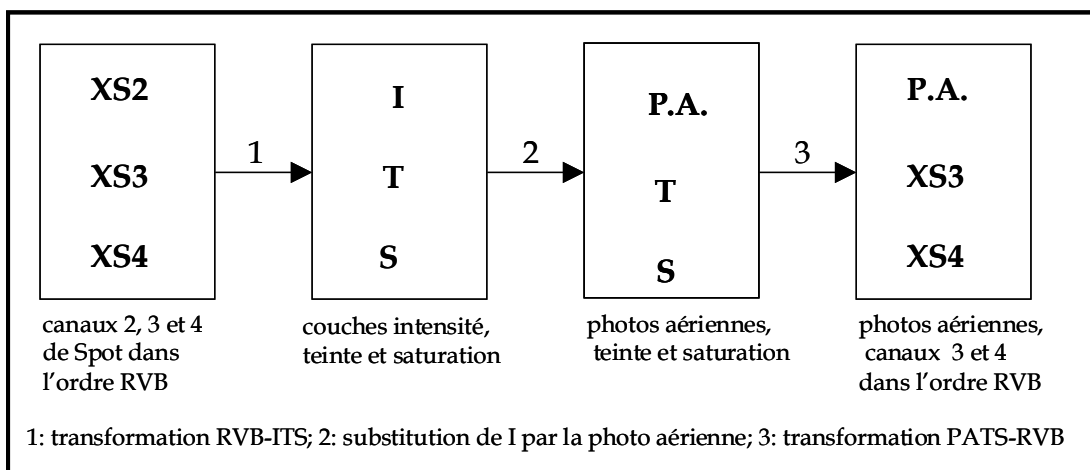 XS2
XS3
XS4
canaux 2, 3 et 4
de Spot dans
l'ordre RVB
1
I
T
S
couches intensité,
teinte et saturation
2
P.A.
T
S
photos aériennes,
teinte et saturation
3
P.A.
XS3
XS4
photos aériennes,
canaux 3 et 4
dans l'ordre RVB
1: transformation RVB-ITS; 2: substitution de I par la photo aérienne; 3: transformation PATS-RVB